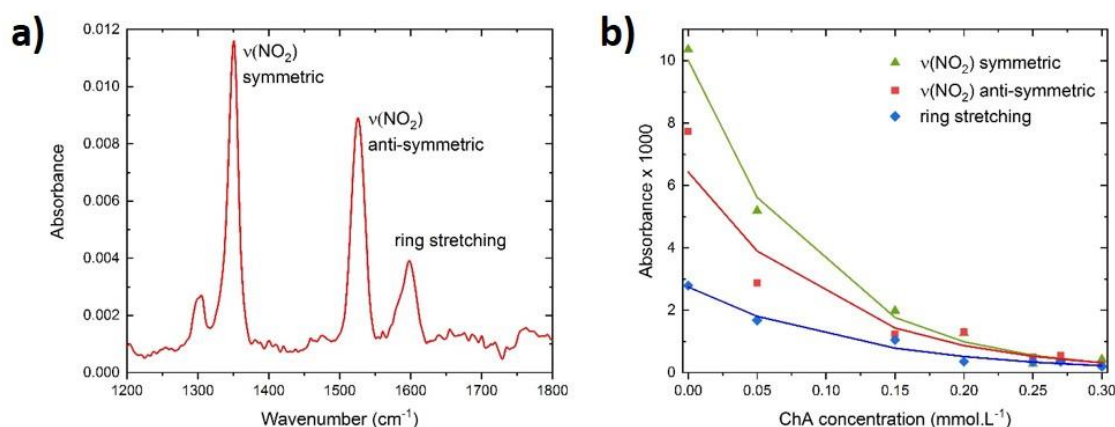 a)
0.012
0.010
0.008
0.006
0.004
0.002
0.000
Absorbance
ν(NO₂)
symmetric
ν(NO₂)
anti-symmetric
ring stretching
1200 1300 1400 1500 1600 1700 1800
Wavenumber (cm⁻¹)
b)
10
8
6
4
2
0
Absorbance x 1000
ν(NO₂) symmetric
ν(NO₂) anti-symmetric
ring stretching
0.00 0.05 0.10 0.15 0.20 0.25 0.30
ChA concentration (mmol.L⁻¹)